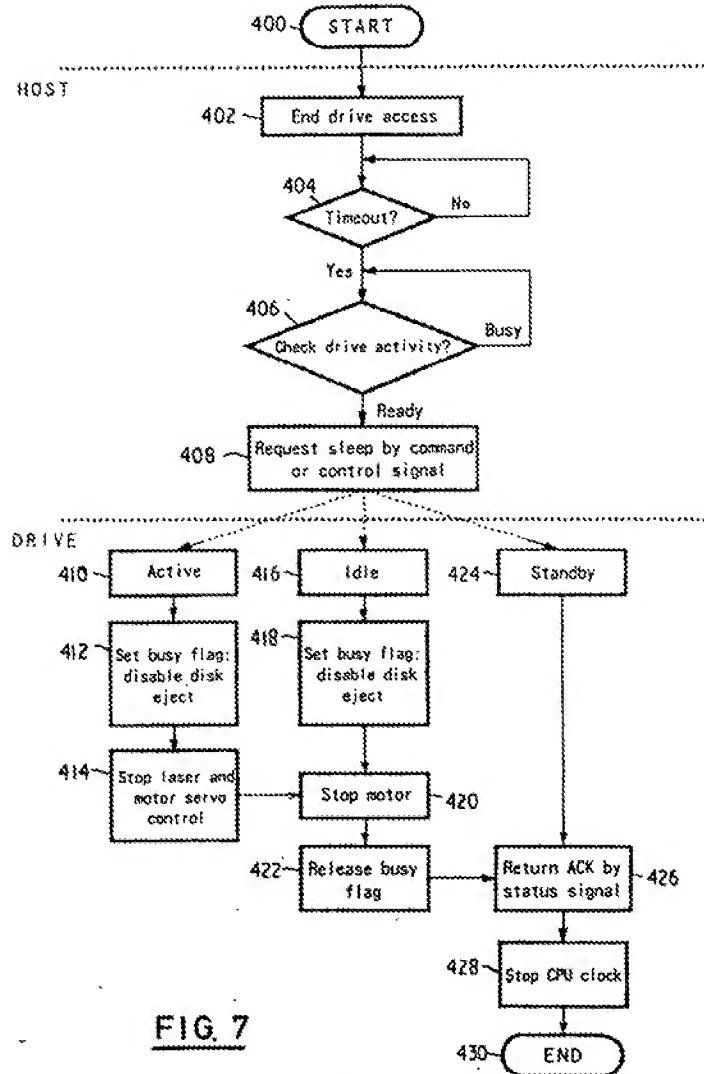 400 START
HOST
402 End drive access
404
Timeout?
No
Yes
406
Check drive activity?
Busy
Ready
408 Request sleep by command
or control signal
DRIVE
410 Active
416 Idle
424 Standby
412 Set busy flag:
disable disk
eject
418 Set busy flag:
disable disk
eject
414 Stop laser and
motor servo
control
Stop motor 420
422 Release busy
flag
Return ACK by
status signal 426
428 Stop CPU clock
430 END
FIG. 7